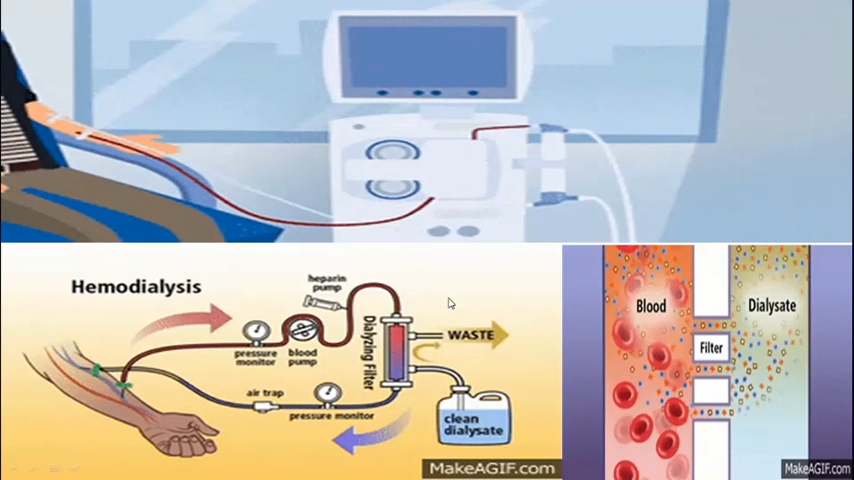 Hemodialysis
heparin
pump
Dialyzing Filter
WASTE
pressure
monitor
blood
pump
air trap
pressure monitor
clean
dialysate
MakeAGIF.com
Blood
Dialysate
Filter
MakeAGIF.com